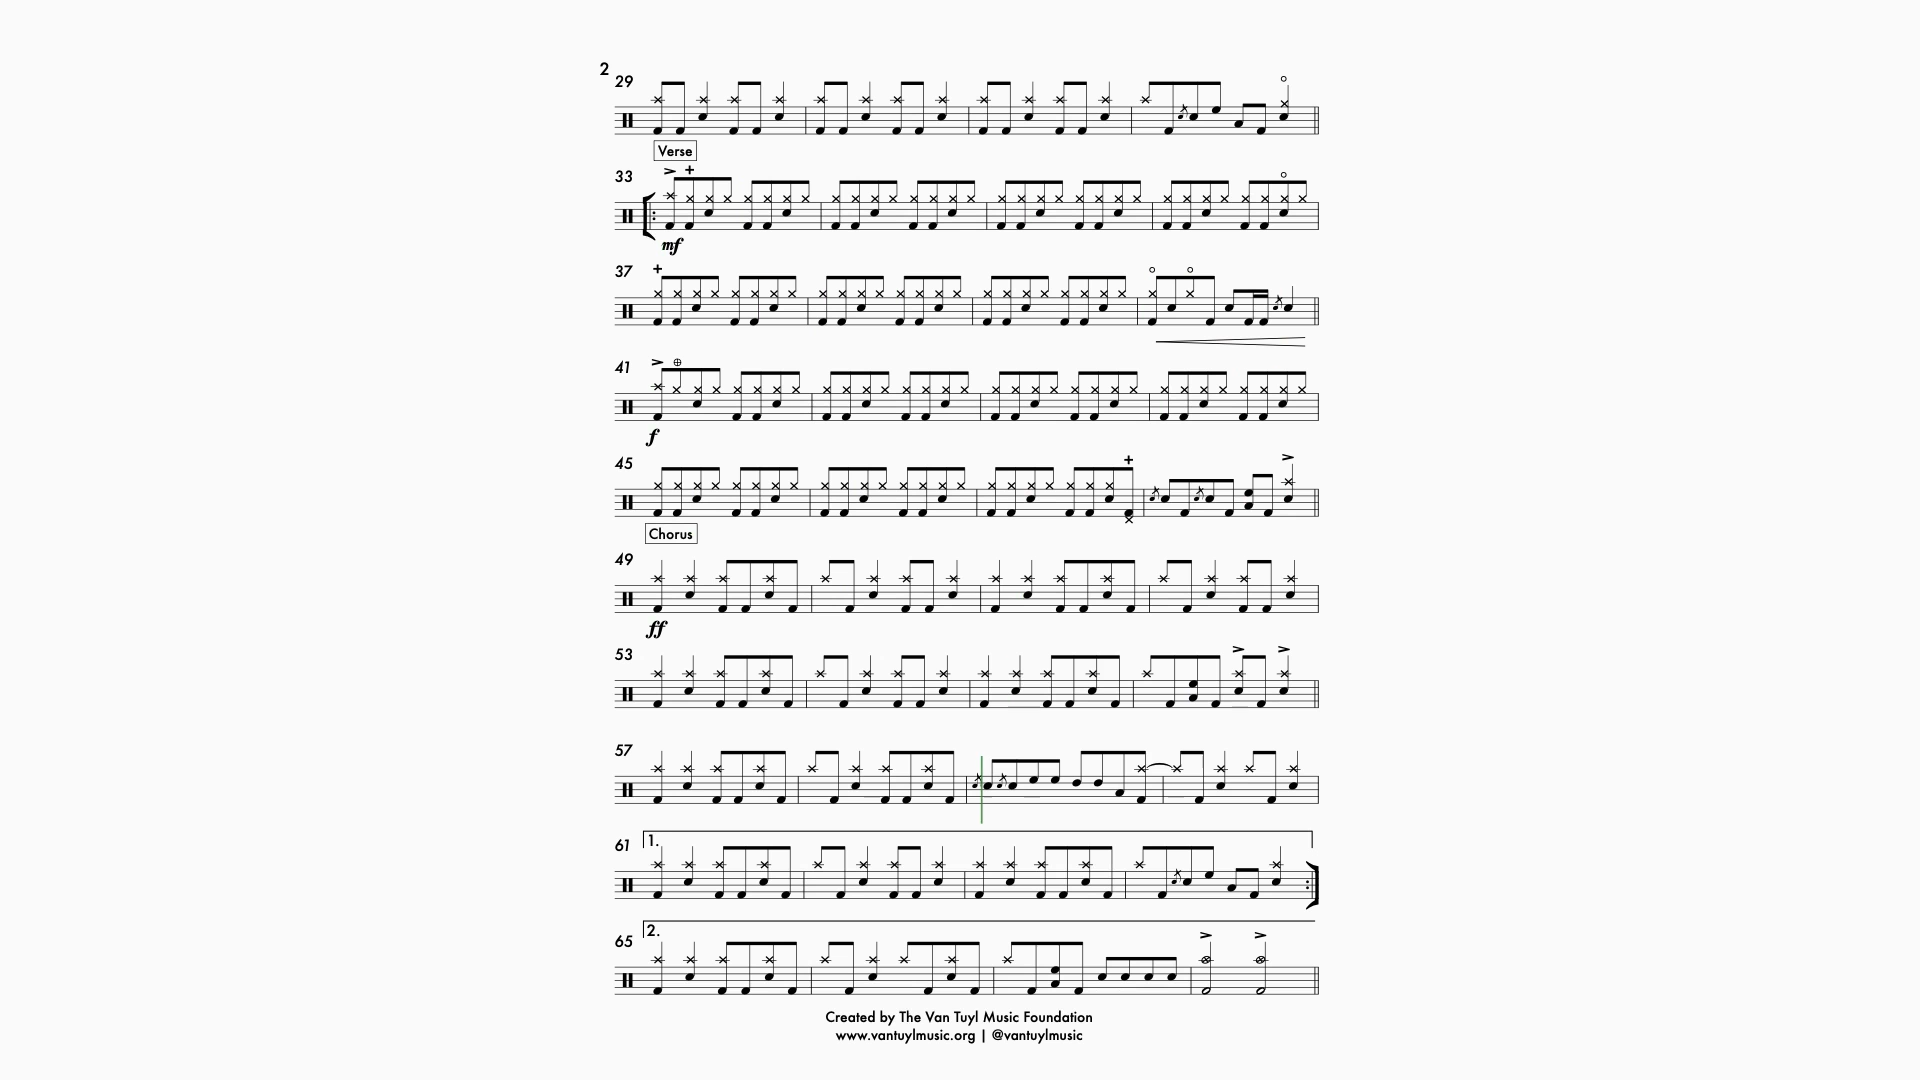 2
29
Verse
33
mf
37
41
f
45
Chorus
49
ff
53
57
1.
61
2.
65
Created by The Van Tuyl Music Foundation
www.vantuylmusic.org | @vantuylmusic